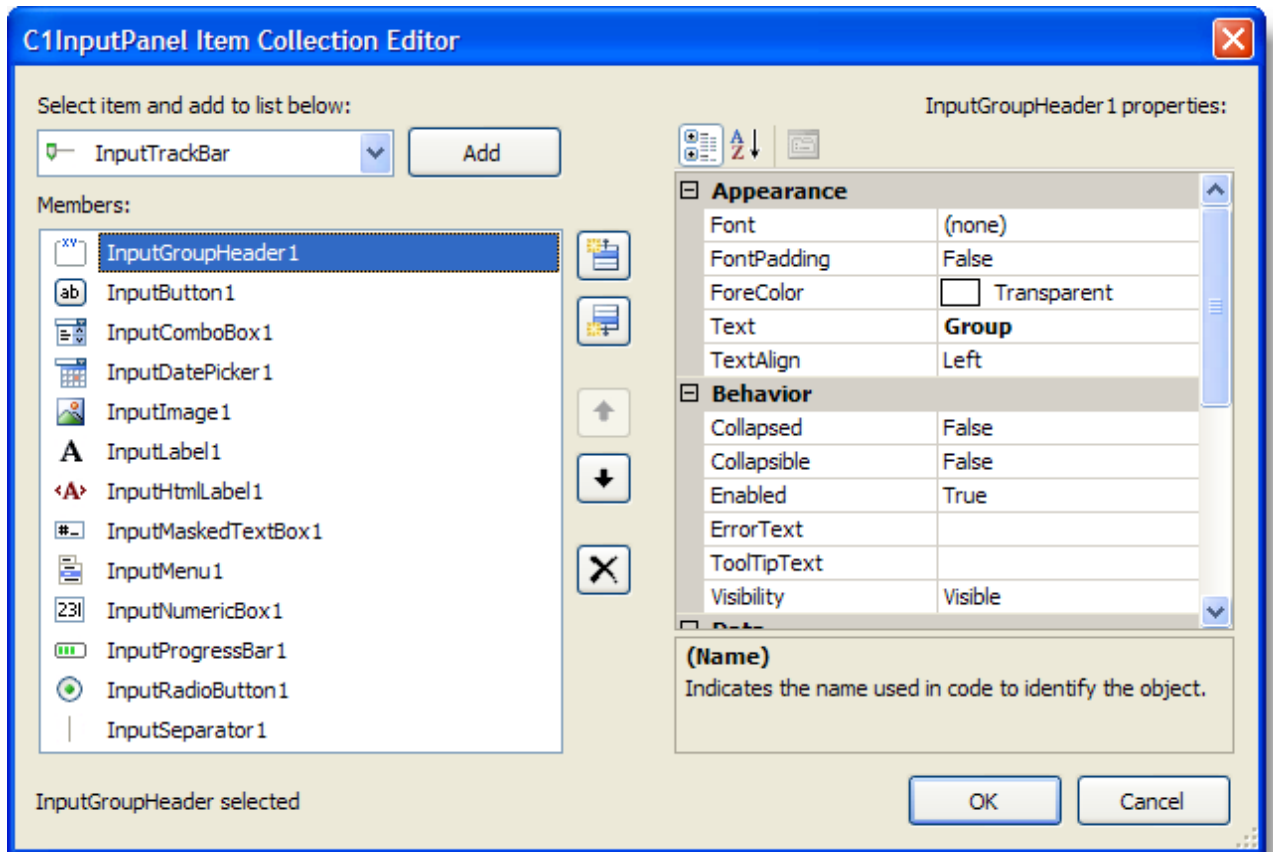 C1InputPanel Item Collection Editor
Select item and add to list below:
InputTrackBar
Add
Members:
InputGroupHeader1
InputButton1
InputComboBox1
InputDatePicker1
InputImage1
InputLabel1
InputHtmlLabel1
InputMaskedTextBox1
InputMenu1
InputNumericBox1
InputProgressBar1
InputRadioButton1
InputSeparator1
InputGroupHeader selected
InputGroupHeader1 properties:
Appearance
Font (none)
FontPadding False
ForeColor Transparent
Text Group
TextAlign Left
Behavior
Collapsed False
Collapsible False
Enabled True
ErrorText
ToolTipText
Visibility Visible
Data
(Name)
Indicates the name used in code to identify the object.
OK
Cancel